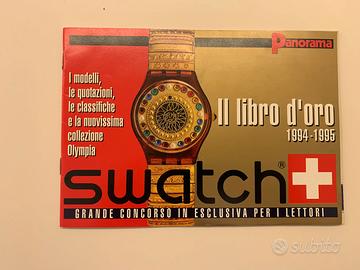 Panorama
I modelli,
le quotazioni,
le classifiche
e la nuovissima
collezione
Olympia
Il libro d'oro
1994-1995
swatch®
GRANDE CONCORSO IN ESCLUSIVA PER I LETTORI
subito